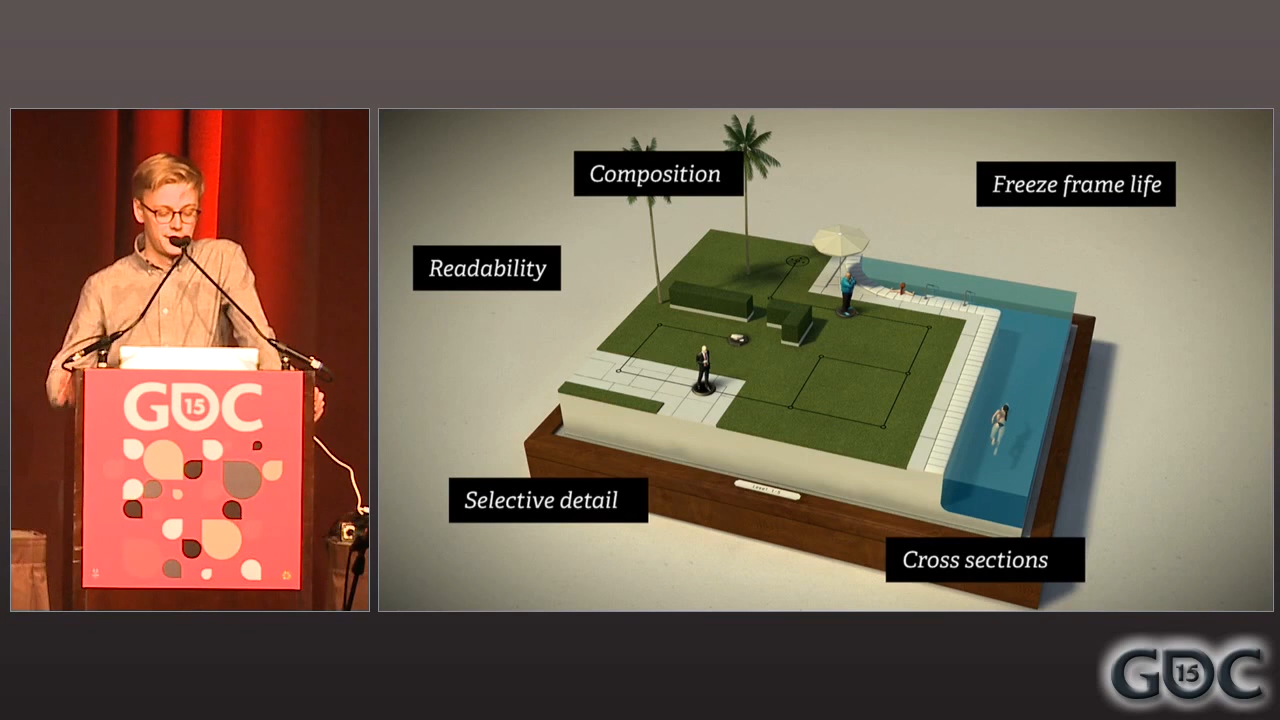 Composition
Freeze frame life
Readability
Selective detail
Cross sections
GDC
15
GDC
15